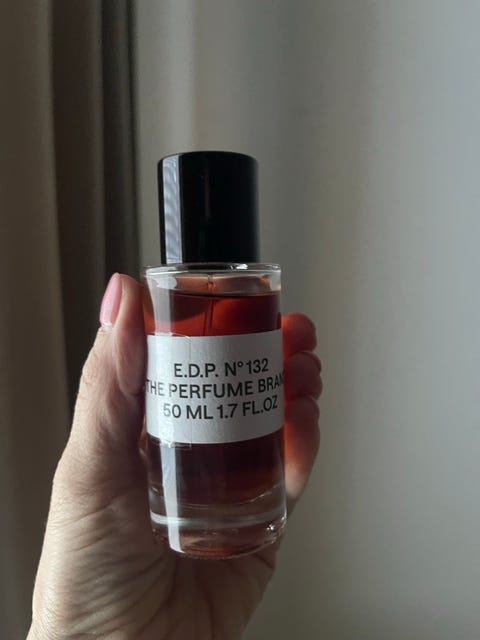 E.D.P. N° 132
THE PERFUME BRAN
50 ML 1.7 FL.OZ